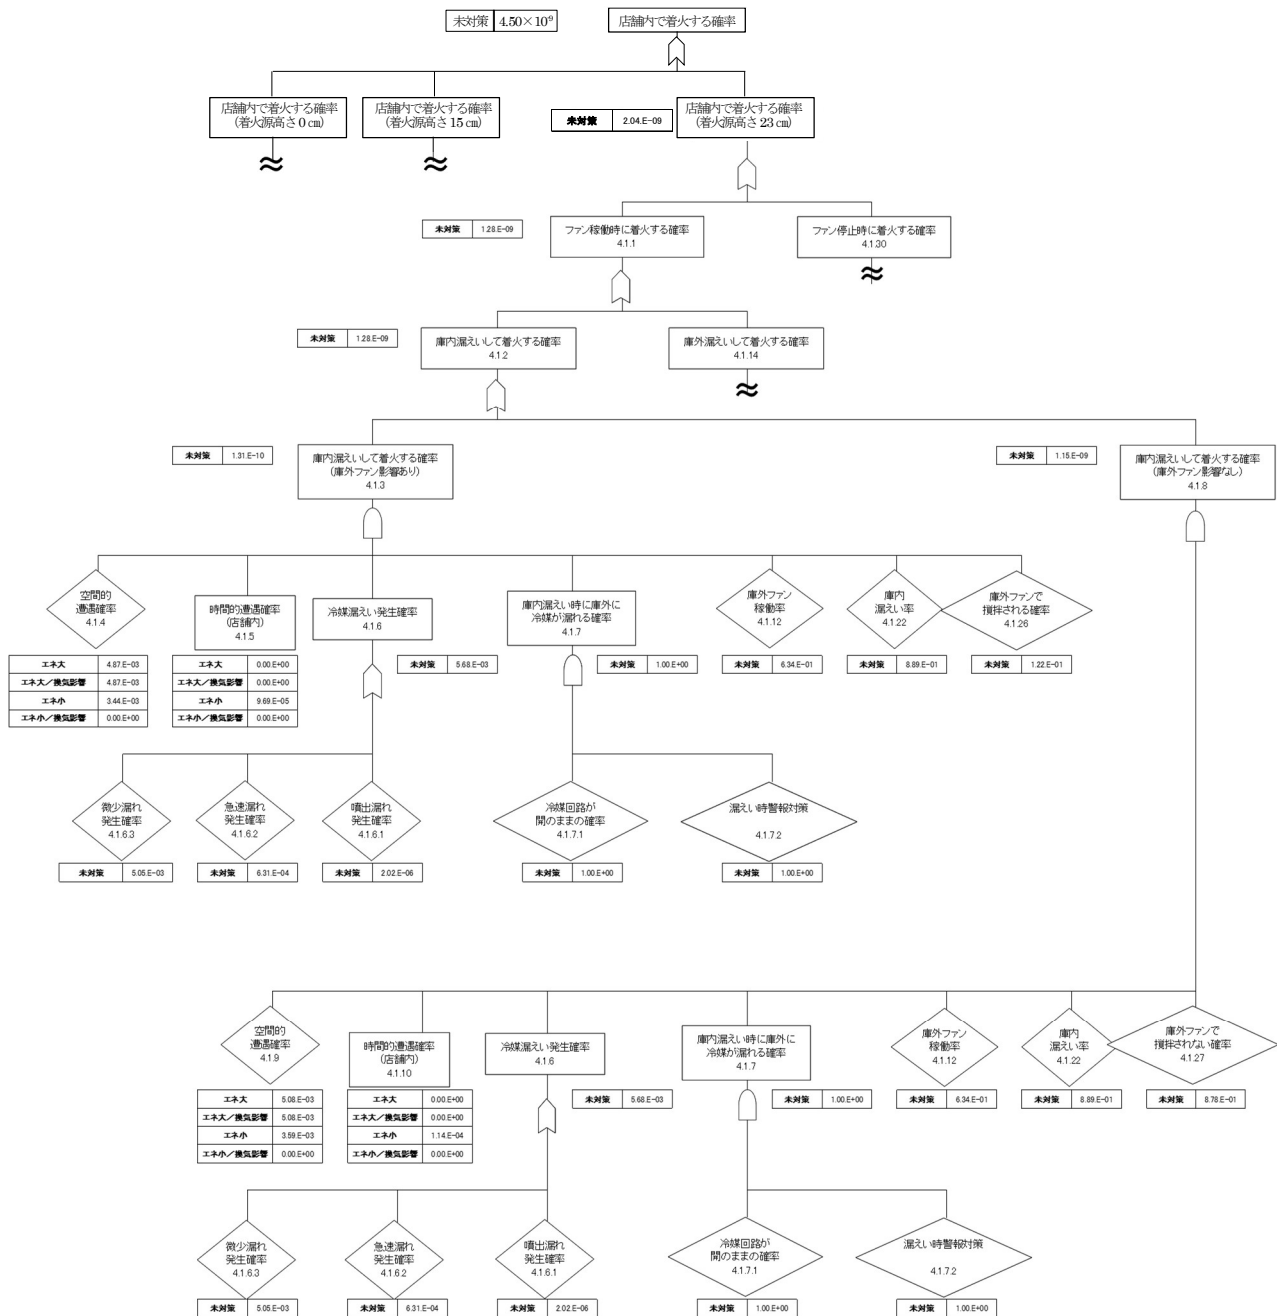 未対策 4.50×10⁹
店舗内で着火する確率
店舗内で着火する確率
(着火源高さ 0 cm)
店舗内で着火する確率
(着火源高さ 15 cm)
未対策 2.04.E-09
店舗内で着火する確率
(着火源高さ 23 cm)
未対策 1.28.E-09
ファン稼働時に着火する確率
4.1.1
ファン停止時に着火する確率
4.1.30
未対策 1.28.E-09
庫内漏えいして着火する確率
4.1.2
庫外漏えいして着火する確率
4.1.14
未対策 1.31.E-10
庫内漏えいして着火する確率
(庫外ファン影響あり)
4.1.3
未対策 1.15.E-09
庫内漏えいして着火する確率
(庫外ファン影響なし)
4.1.8
空間的
遭遇確率
4.1.4
時間的遭遇確率
(店舗内)
4.1.5
冷媒漏えい発生確率
4.1.6
庫内漏えい時に庫外に
冷媒が漏れる確率
4.1.7
庫外ファン
稼働率
4.1.12
庫内
漏えい率
4.1.22
庫外ファンで
撹拌される確率
4.1.26
エネ大 4.87.E-03
エネ大／換気影響 4.87.E-03
エネ小 3.44.E-03
エネ小／換気影響 0.00.E+00
エネ大 0.00.E+00
エネ大／換気影響 0.00.E+00
エネ小 9.69.E-05
エネ小／換気影響 0.00.E+00
未対策 5.68.E-03
未対策 1.00.E+00
未対策 6.34.E-01
未対策 8.89.E-01
未対策 1.22.E-01
微少漏れ
発生確率
4.1.6.3
急速漏れ
発生確率
4.1.6.2
噴出漏れ
発生確率
4.1.6.1
冷媒回路が
開のままの確率
4.1.7.1
漏えい時警報対策
4.1.7.2
未対策 5.05.E-03
未対策 6.31.E-04
未対策 2.02.E-06
未対策 1.00.E+00
未対策 1.00.E+00
空間的
遭遇確率
4.1.9
時間的遭遇確率
(店舗内)
4.1.10
冷媒漏えい発生確率
4.1.6
庫内漏えい時に庫外に
冷媒が漏れる確率
4.1.7
庫外ファン
稼働率
4.1.12
庫内
漏えい率
4.1.22
庫外ファンで
撹拌されない確率
4.1.27
エネ大 5.08.E-03
エネ大／換気影響 5.08.E-03
エネ小 3.59.E-03
エネ小／換気影響 0.00.E+00
エネ大 0.00.E+00
エネ大／換気影響 0.00.E+00
エネ小 1.14.E-04
エネ小／換気影響 0.00.E+00
未対策 5.68.E-03
未対策 1.00.E+00
未対策 6.34.E-01
未対策 8.89.E-01
未対策 8.78.E-01
微少漏れ
発生確率
4.1.6.3
急速漏れ
発生確率
4.1.6.2
噴出漏れ
発生確率
4.1.6.1
冷媒回路が
開のままの確率
4.1.7.1
漏えい時警報対策
4.1.7.2
未対策 5.05.E-03
未対策 6.31.E-04
未対策 2.02.E-06
未対策 1.00.E+00
未対策 1.00.E+00